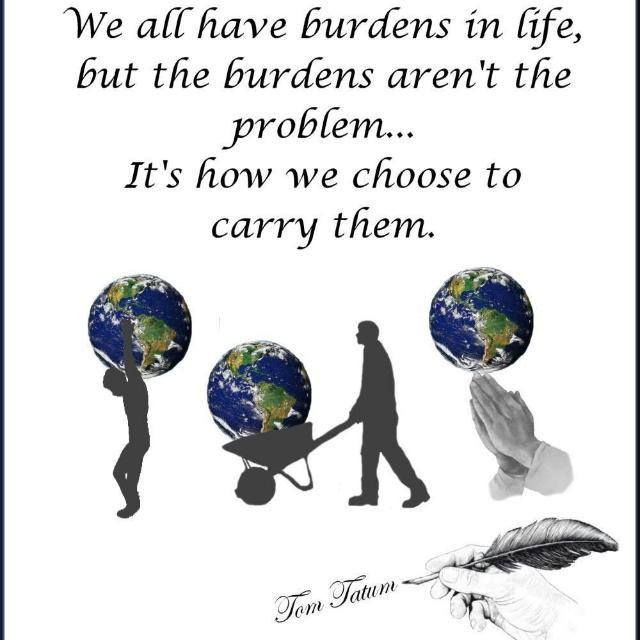 We all have burdens in life,
but the burdens aren't the
problem...
It's how we choose to
carry them.
Tom Tatum